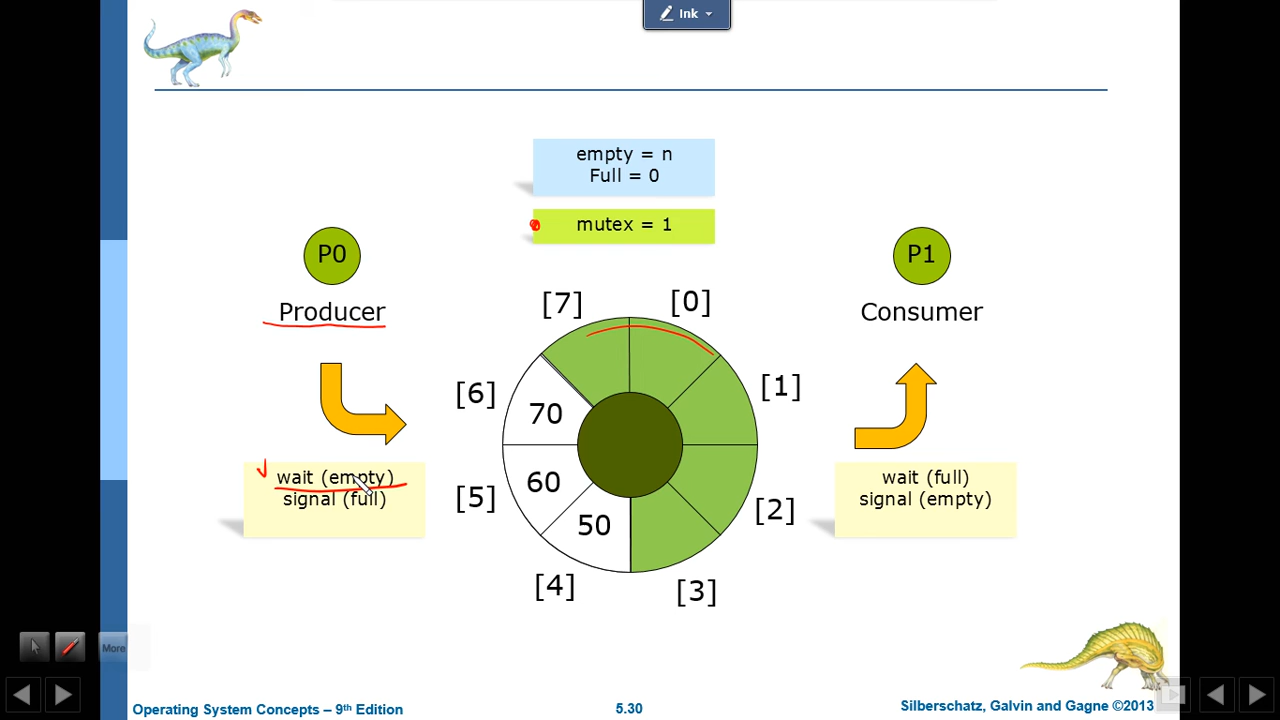 Ink
empty = n
Full = 0
mutex = 1
P0
P1
Producer
Consumer
[7]
[0]
[6]
[1]
70
wait (empty)
signal (full)
60
[5]
[2]
wait (full)
signal (empty)
50
[4]
[3]
More
Operating System Concepts – 9th Edition
5.30
Silberschatz, Galvin and Gagne ©2013